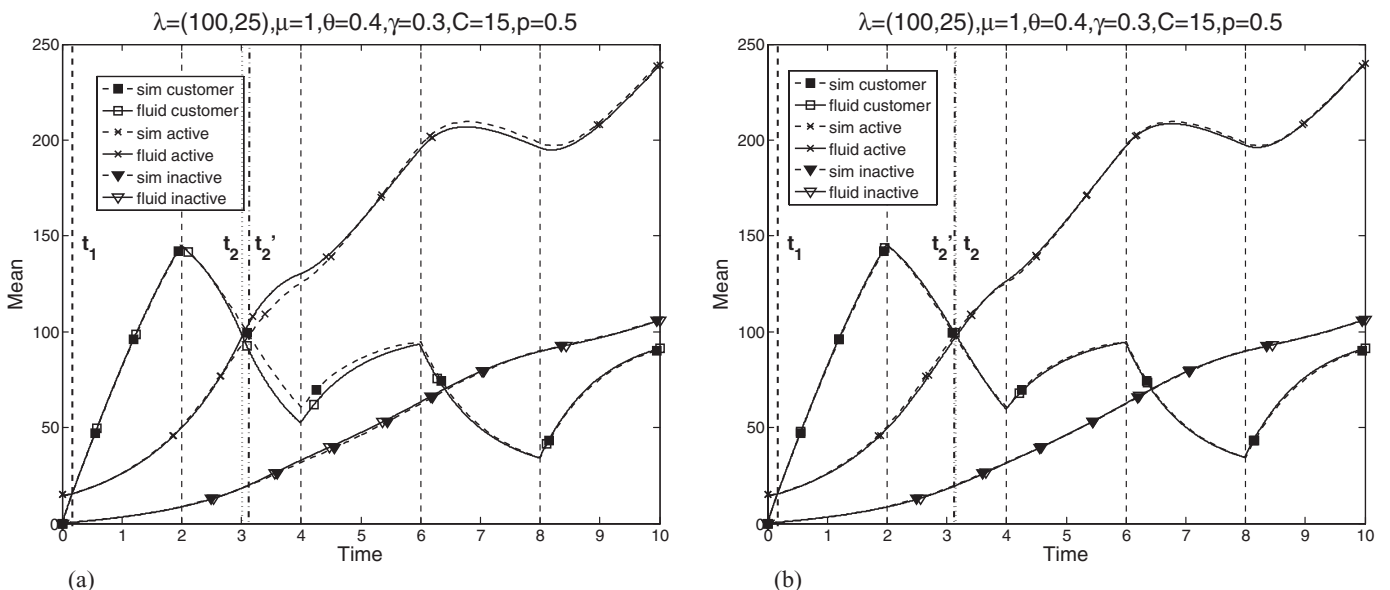 λ=(100,25),μ=1,θ=0.4,γ=0.3,C=15,p=0.5
250
200
150
100
50
0
Mean
sim customer
fluid customer
sim active
fluid active
sim inactive
fluid inactive
t1
t2
t2'
0 1 2 3 4 5 6 7 8 9 10
Time
(a)
λ=(100,25),μ=1,θ=0.4,γ=0.3,C=15,p=0.5
250
200
150
100
50
0
Mean
sim customer
fluid customer
sim active
fluid active
sim inactive
fluid inactive
t1
t2'
t2
0 1 2 3 4 5 6 7 8 9 10
Time
(b)